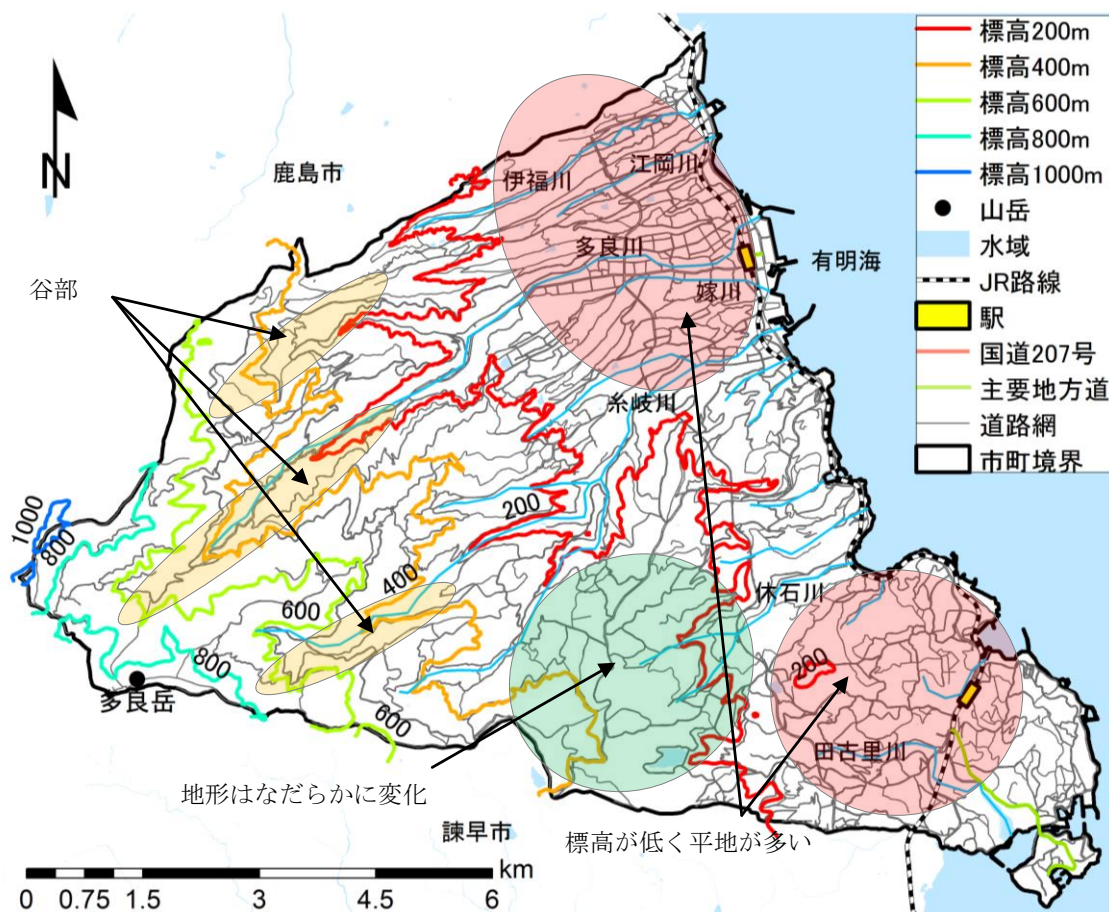 標高200m
標高400m
標高600m
標高800m
標高1000m
山岳
水域
JR路線
駅
国道207号
主要地方道
道路網
市町境界
N
鹿島市
伊福川
江岡川
多良川
有明海
谷部
嫁川
糸岐川
200
1000
800
400
休石川
600
200
800
多良岳
600
田古里川
地形はなだらかに変化
諫早市
標高が低く平地が多い
km
0 0.75 1.5 3 4.5 6